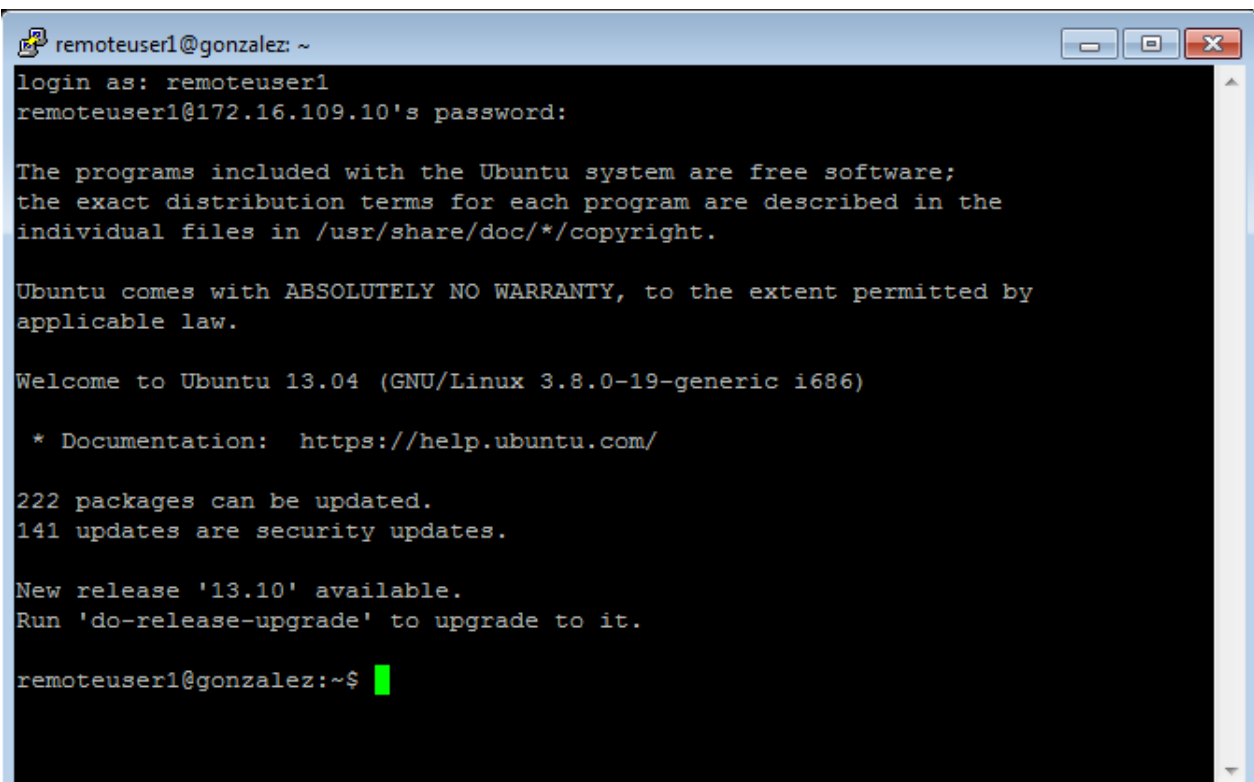 remoteuser1@gonzalez: ~
login as: remoteuser1
remoteuser1@172.16.109.10's password:
The programs included with the Ubuntu system are free software;
the exact distribution terms for each program are described in the
individual files in /usr/share/doc/*/copyright.
Ubuntu comes with ABSOLUTELY NO WARRANTY, to the extent permitted by
applicable law.
Welcome to Ubuntu 13.04 (GNU/Linux 3.8.0-19-generic i686)
* Documentation:  https://help.ubuntu.com/
222 packages can be updated.
141 updates are security updates.
New release '13.10' available.
Run 'do-release-upgrade' to upgrade to it.
remoteuser1@gonzalez:~$